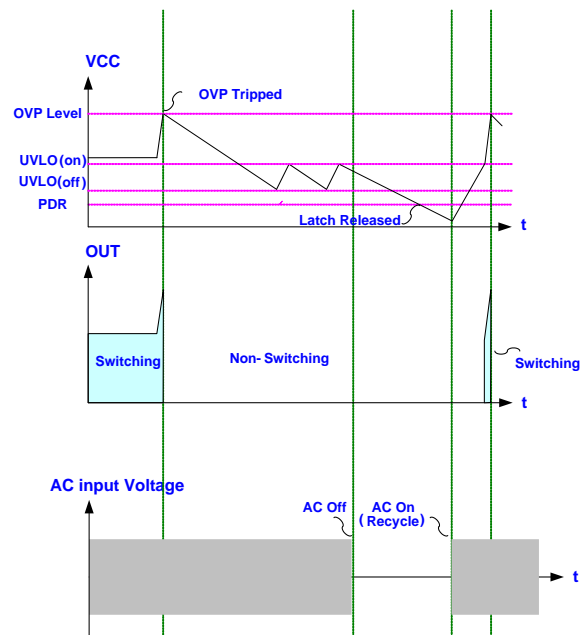 VCC
OVP Tripped
OVP Level
UVLO(on)
UVLO(off)
PDR
Latch Released
t
OUT
Switching
Non- Switching
Switching
t
AC input Voltage
AC Off
AC On
(Recycle)
t